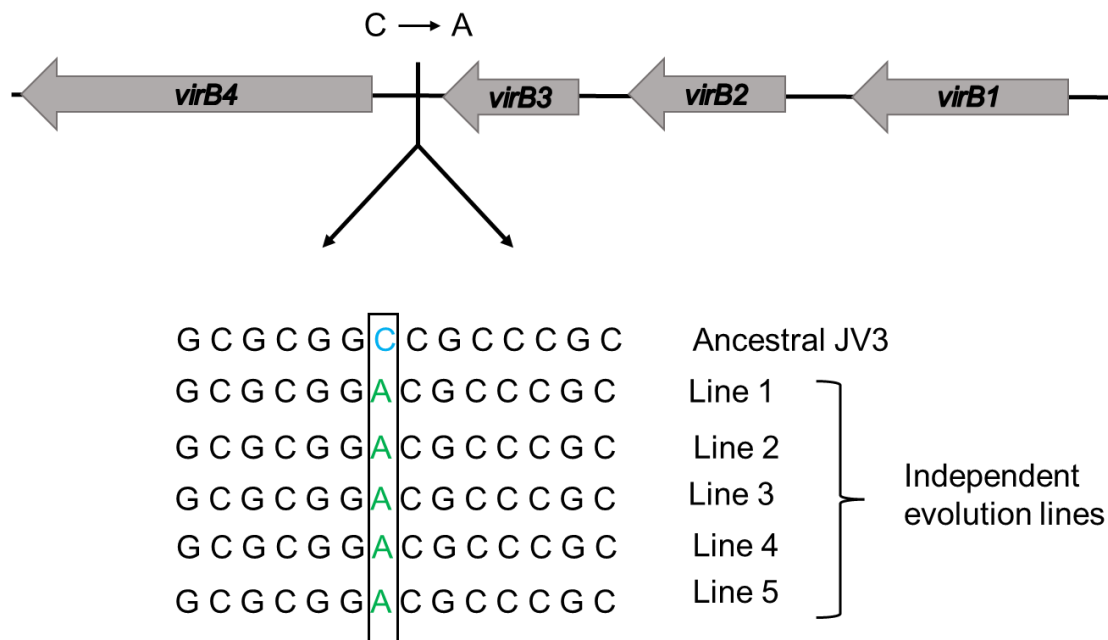 C → A
virB4 virB3 virB2 virB1
G C G C G G C C G C C C G C Ancestral JV3
G C G C G G A C G C C C G C Line 1
G C G C G G A C G C C C G C Line 2
G C G C G G A C G C C C G C Line 3
G C G C G G A C G C C C G C Line 4
G C G C G G A C G C C C G C Line 5
Independent
evolution lines